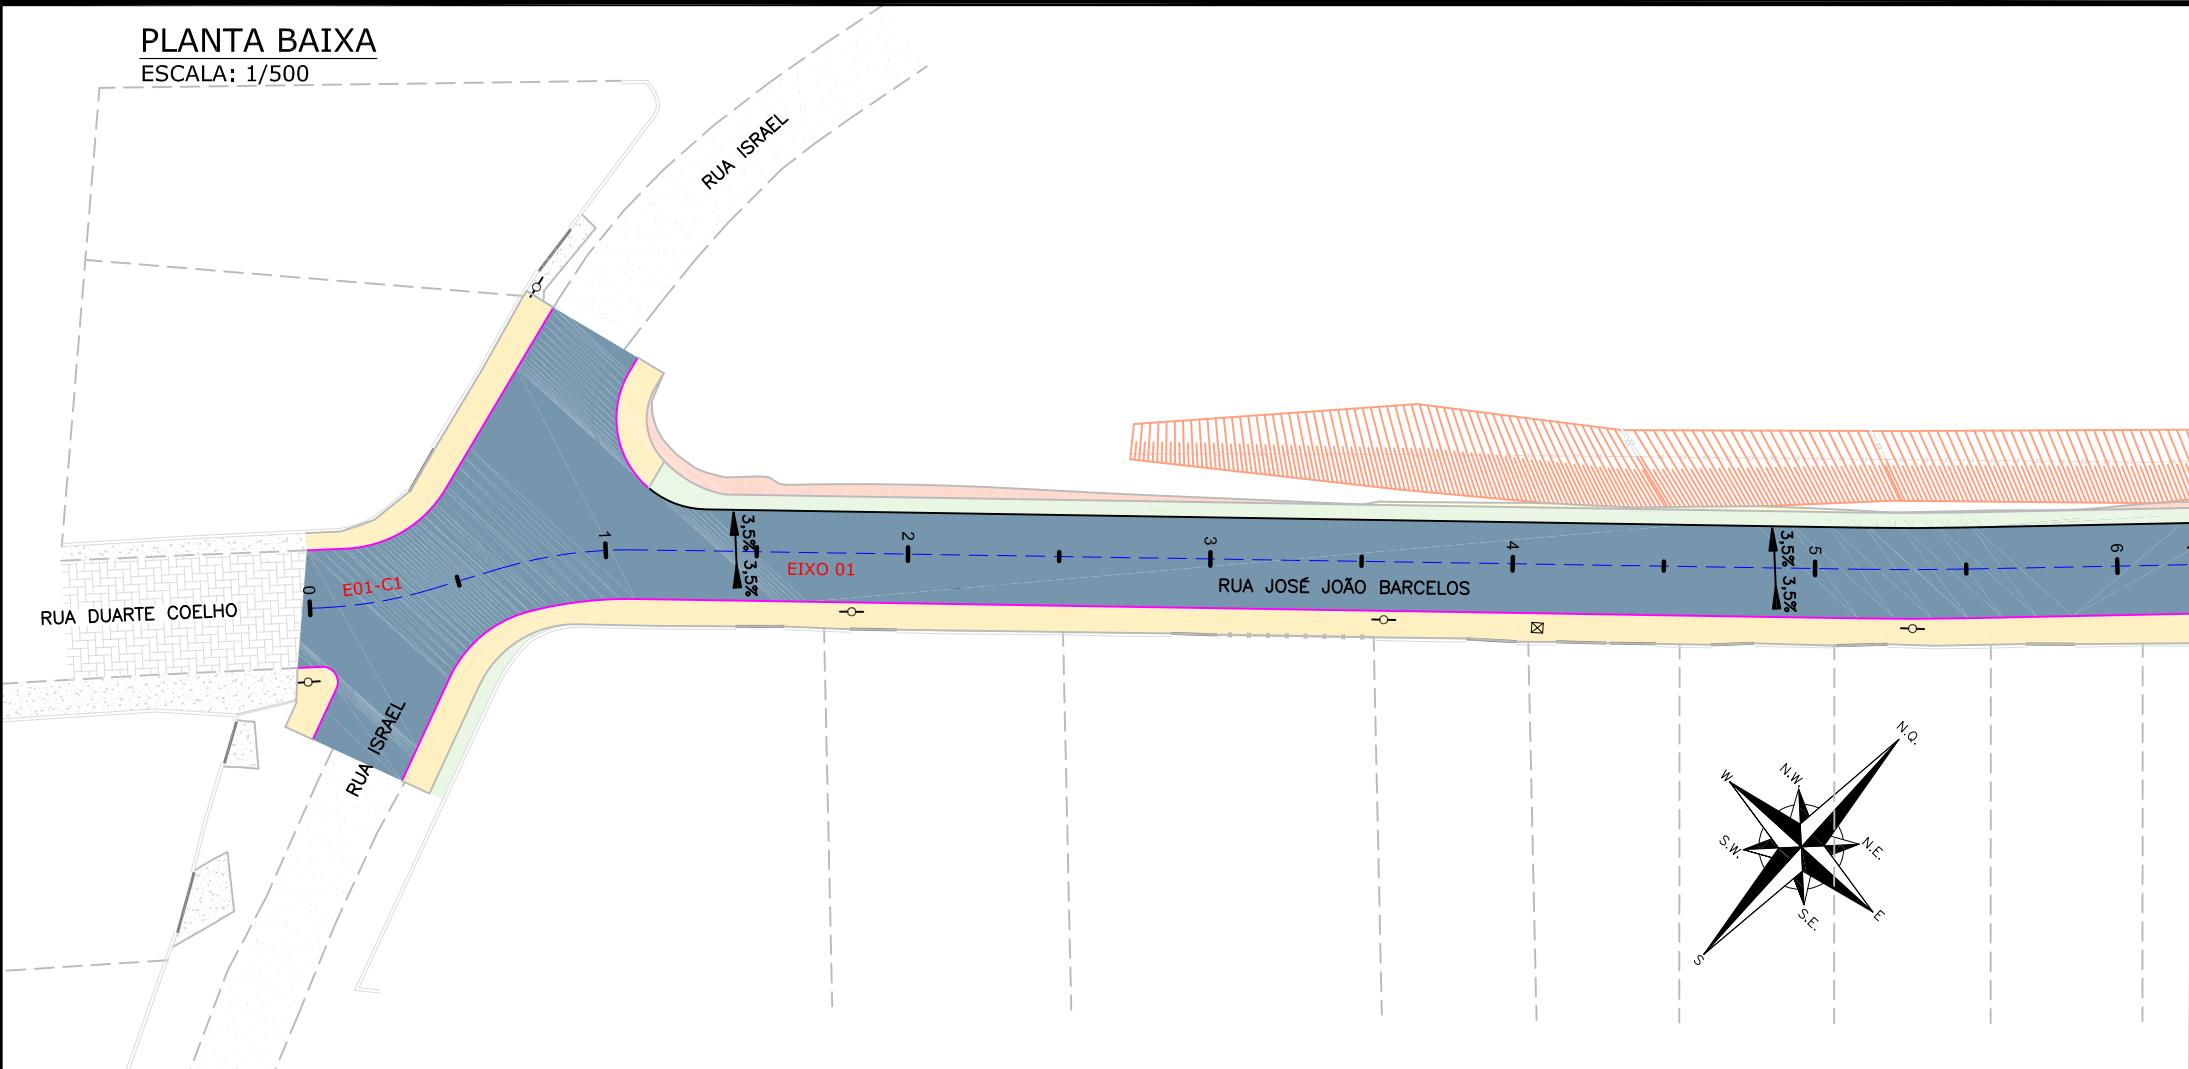 PLANTA BAIXA
ESCALA: 1/500
RUA ISRAEL
RUA DUARTE COELHO
0
E01-C1
1
3,5%
3,5%
EIXO 01
2
3
RUA JOSÉ JOÃO BARCELOS
4
3,5%
3,5%
5
6
RUA ISRAEL
N.Q.
N.W.
W
S.W.
N.E.
S.E.
E
S